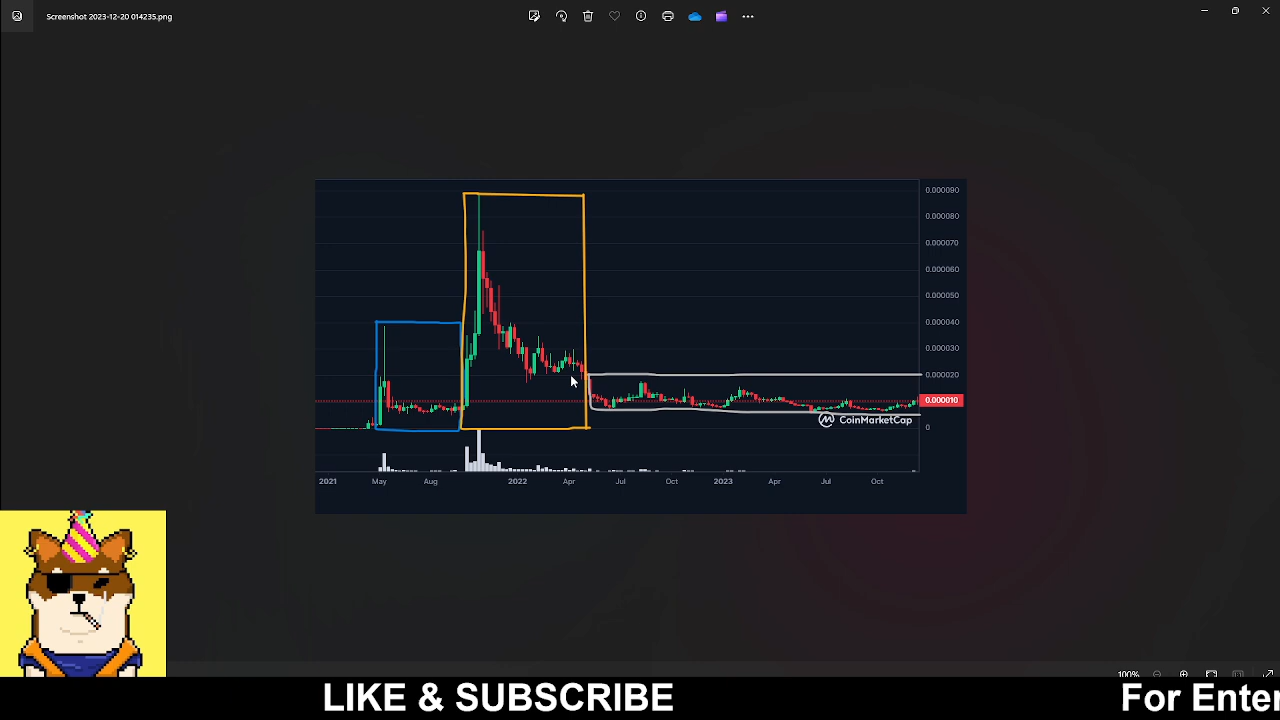 Screenshot 2023-12-20 014235.png
0.000090
0.000080
0.000070
0.000060
0.000050
0.000040
0.000030
0.000020
0.000010
CoinMarketCap
0
2021 May Aug 2022 Apr Jul Oct 2023 Apr Jul Oct
100%
LIKE & SUBSCRIBE For Enter